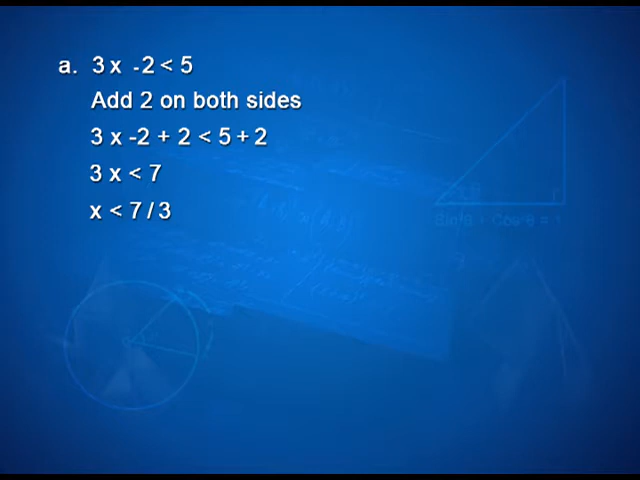 a. 3 x - 2 < 5
Add 2 on both sides
3 x -2 + 2 < 5 + 2
3 x < 7
x < 7 / 3